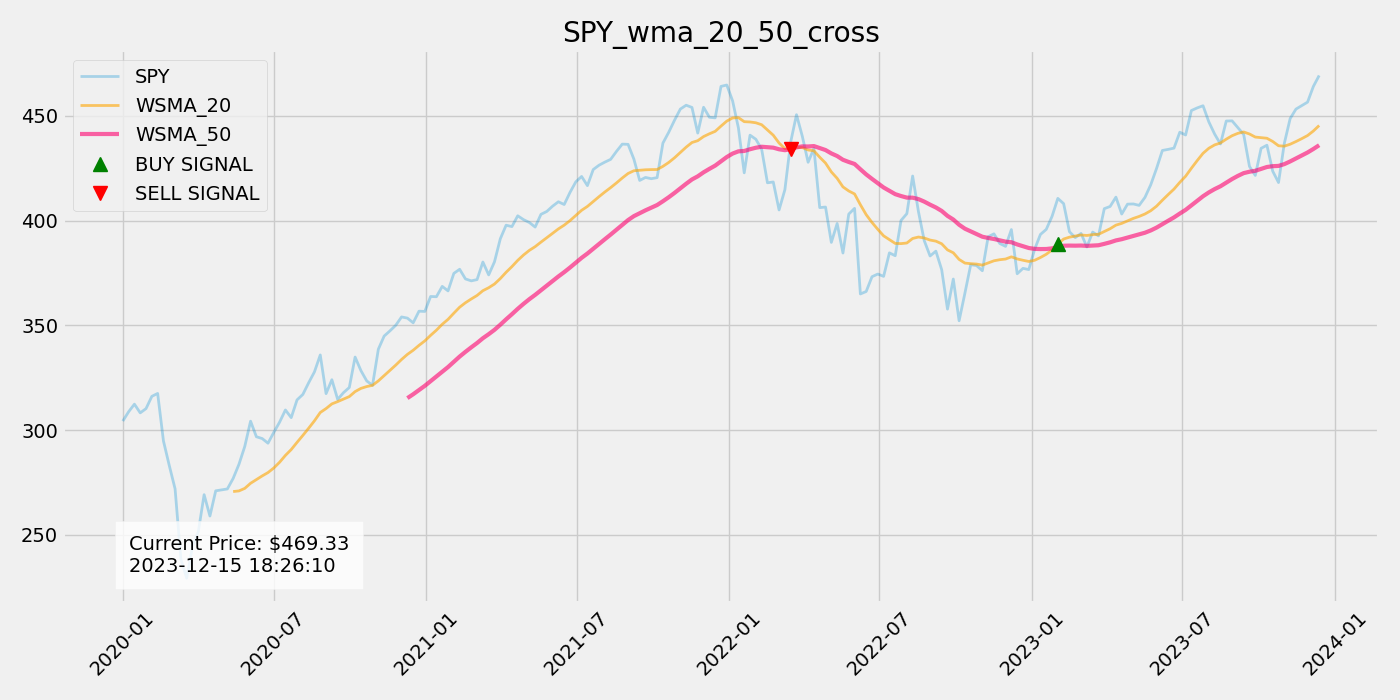 SPY_wma_20_50_cross
SPY
WSMA_20
WSMA_50
BUY SIGNAL
SELL SIGNAL
450
400
350
300
250
Current Price: $469.33
2023-12-15 18:26:10
2020-01
2020-07
2021-01
2021-07
2022-01
2022-07
2023-01
2023-07
2024-01